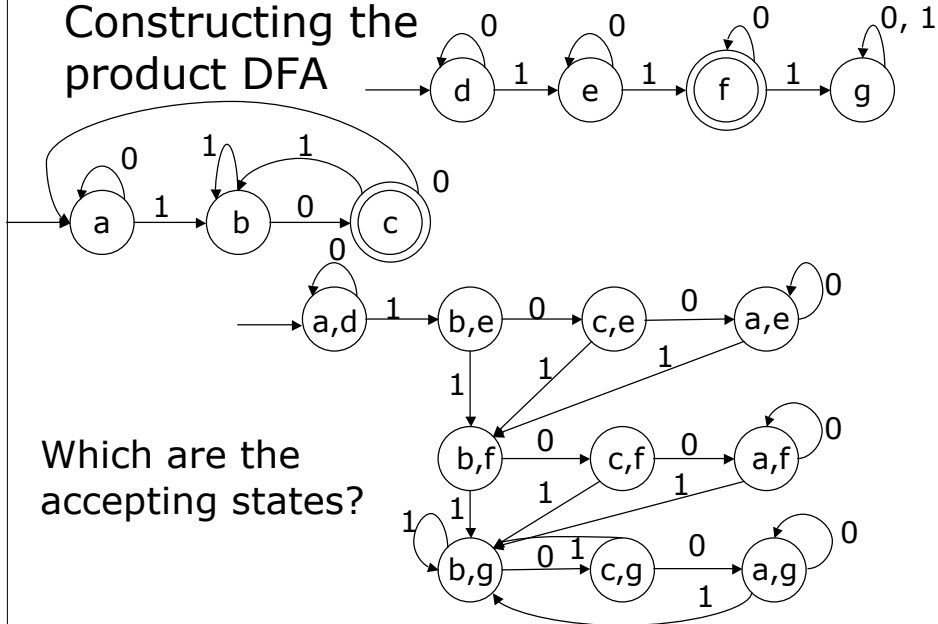 Constructing the
product DFA
0 0 0 0, 1
d 1 e 1 f 1 g
0 1 1 0
a 1 b 0 c
0 0
a,d 1 b,e 0 c,e 0 a,e
1 1 1
0
b,f 0 c,f 0 a,f
Which are the
accepting states?
1 1 1 1
0
b,g 0 1 c,g 0 a,g
1